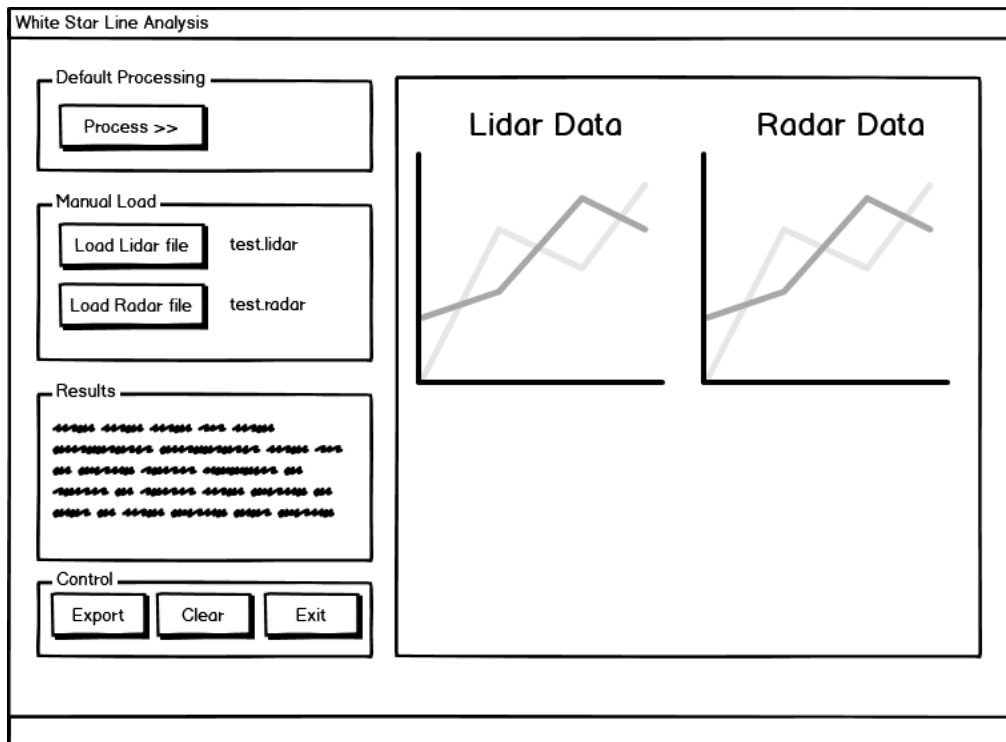 White Star Line Analysis
Default Processing
Process >>
Manual Load
Load Lidar file
test.lidar
Load Radar file
test.radar
Results
Control
Export
Clear
Exit
Lidar Data
Radar Data